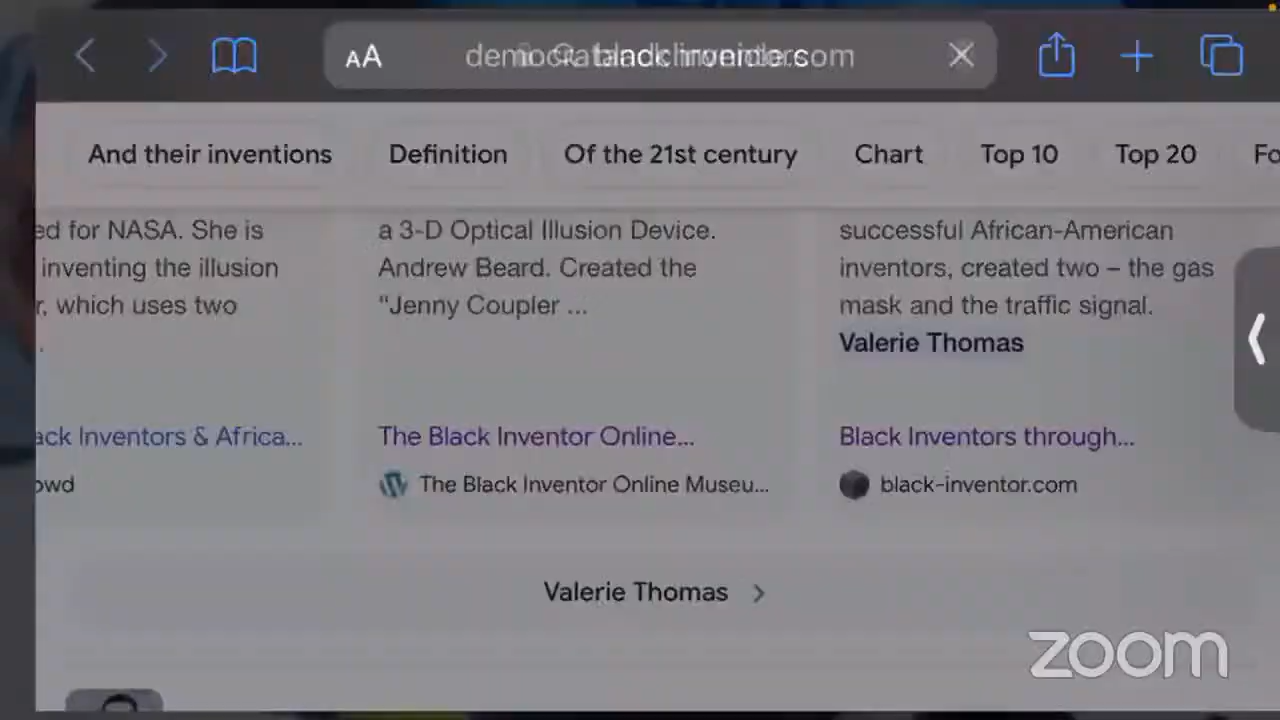 AA
black inventors
And their inventions Definition Of the 21st century Chart Top 10 Top 20 Fo
ed for NASA. She is
inventing the illusion
r, which uses two
.
ack Inventors & Africa...
owd
a 3-D Optical Illusion Device.
Andrew Beard. Created the
“Jenny Coupler ...
The Black Inventor Online...
The Black Inventor Online Museu...
successful African-American
inventors, created two – the gas
mask and the traffic signal.
Valerie Thomas
Black Inventors through...
black-inventor.com
Valerie Thomas
zoom